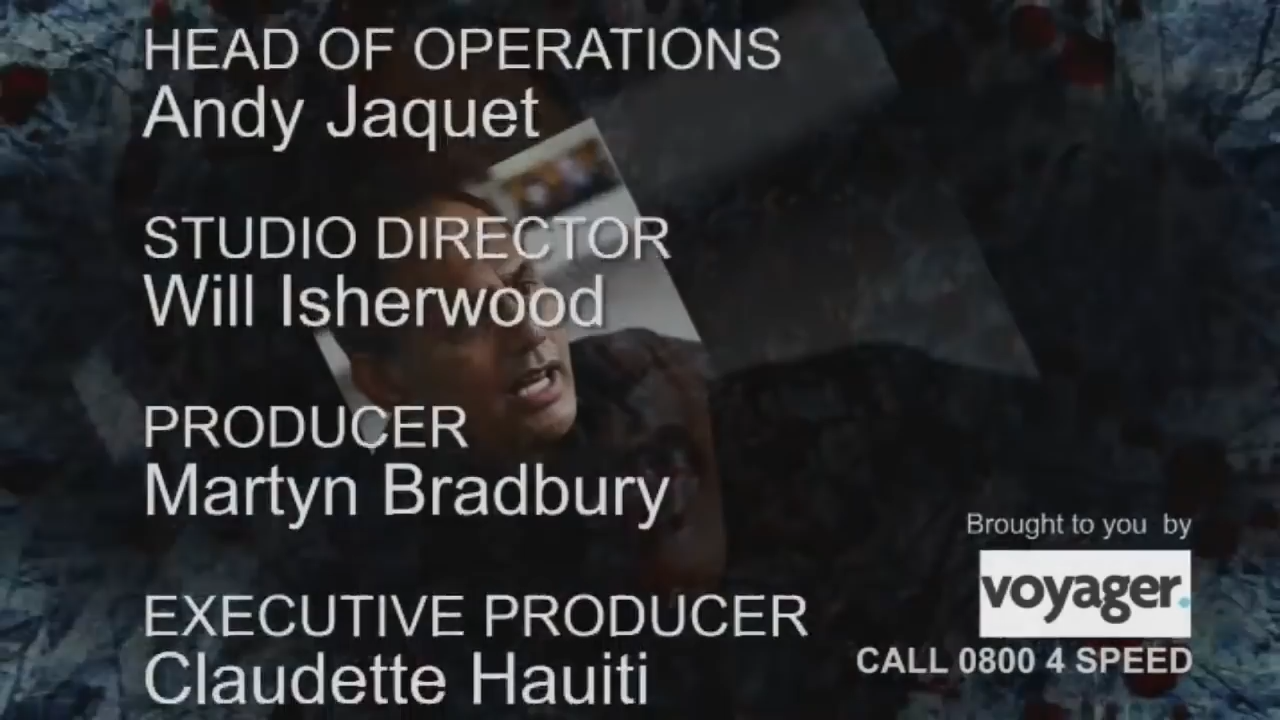 HEAD OF OPERATIONS
Andy Jaquet
STUDIO DIRECTOR
Will Isherwood
PRODUCER
Martyn Bradbury
EXECUTIVE PRODUCER
Claudette Hauiti
Brought to you by
voyager.
CALL 0800 4 SPEED